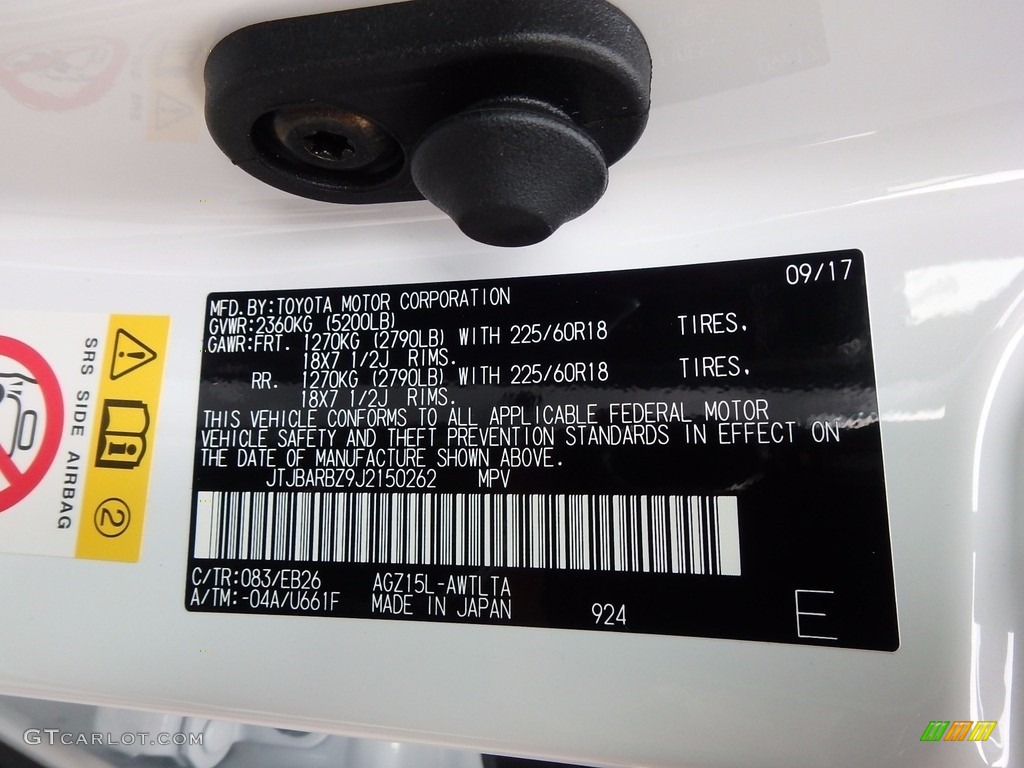 09/17
MFD. BY: TOYOTA MOTOR CORPORATION
GVWR: 2360KG (5200LB)
GAWR: FRT. 1270KG (2790LB) WITH 225/60R18 TIRES,
18X7 1/2J RIMS.
RR. 1270KG (2790LB) WITH 225/60R18 TIRES,
18X7 1/2J RIMS.
THIS VEHICLE CONFORMS TO ALL APPLICABLE FEDERAL MOTOR
VEHICLE SAFETY AND THEFT PREVENTION STANDARDS IN EFFECT ON
THE DATE OF MANUFACTURE SHOWN ABOVE.
JTJBARBZ9J2150262 MPV
C/TR: 083/EB26 AGZ15L-AWTLTA
A/TM: -04A/U661F MADE IN JAPAN 924
E
SRS SIDE AIRBAG
2
GTCARLOT.COM